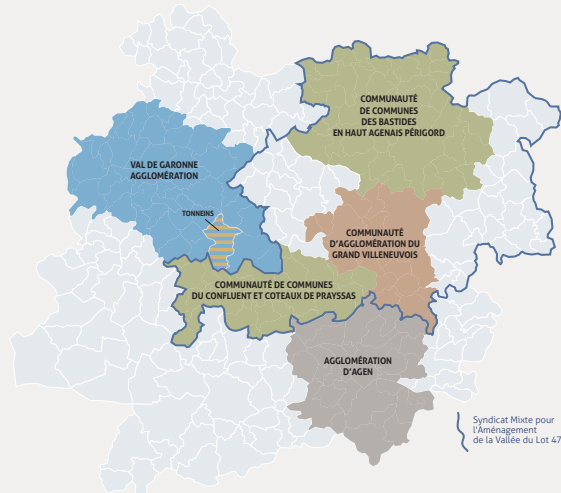 COMMUNAUTÉ
DE COMMUNES
DES BASTIDES
EN HAUT AGENAIS PÉRIGORD
VAL DE GARONNE
AGGLOMÉRATION
TONNEINS
COMMUNAUTÉ
D'AGGLOMÉRATION DU
GRAND VILLENEUVOIS
COMMUNAUTÉ DE COMMUNES
DU CONFLUENT ET COTEAUX DE PRAYSSAS
AGGLOMÉRATION
D'AGEN
Syndicat Mixte pour
l'Aménagement
de la Vallée du Lot 47